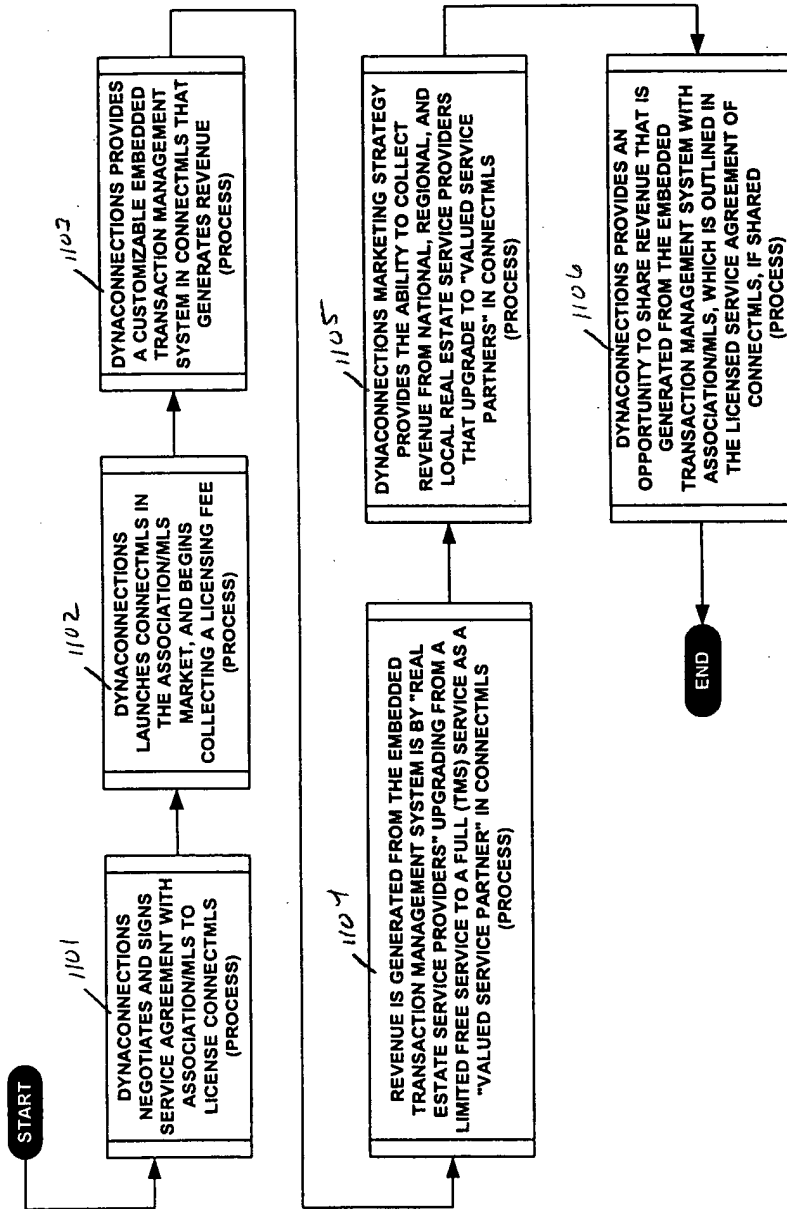 START
1101
DYNACONNECTIONS
NEGOTIATES AND SIGNS
SERVICE AGREEMENT WITH
ASSOCIATION/MLS TO
LICENSE CONNECTMLS
(PROCESS)
1102
DYNACONNECTIONS
LAUNCHES CONNECTMLS IN
THE ASSOCIATION/MLS
MARKET, AND BEGINS
COLLECTING A LICENSING FEE
(PROCESS)
1103
DYNACONNECTIONS PROVIDES
A CUSTOMIZABLE EMBEDDED
TRANSACTION MANAGEMENT
SYSTEM IN CONNECTMLS THAT
GENERATES REVENUE
(PROCESS)
1104
REVENUE IS GENERATED FROM THE EMBEDDED
TRANSACTION MANAGEMENT SYSTEM IS BY "REAL
ESTATE SERVICE PROVIDERS" UPGRADING FROM A
LIMITED FREE SERVICE TO A FULL (TMS) SERVICE AS A
"VALUED SERVICE PARTNER" IN CONNECTMLS
(PROCESS)
1105
DYNACONNECTIONS MARKETING STRATEGY
PROVIDES THE ABILITY TO COLLECT
REVENUE FROM NATIONAL, REGIONAL, AND
LOCAL REAL ESTATE SERVICE PROVIDERS
THAT UPGRADE TO "VALUED SERVICE
PARTNERS" IN CONNECTMLS
(PROCESS)
1106
DYNACONNECTIONS PROVIDES AN
OPPORTUNITY TO SHARE REVENUE THAT IS
GENERATED FROM THE EMBEDDED
TRANSACTION MANAGEMENT SYSTEM WITH
ASSOCIATION/MLS, WHICH IS OUTLINED IN
THE LICENSED SERVICE AGREEMENT OF
CONNECTMLS, IF SHARED
(PROCESS)
END